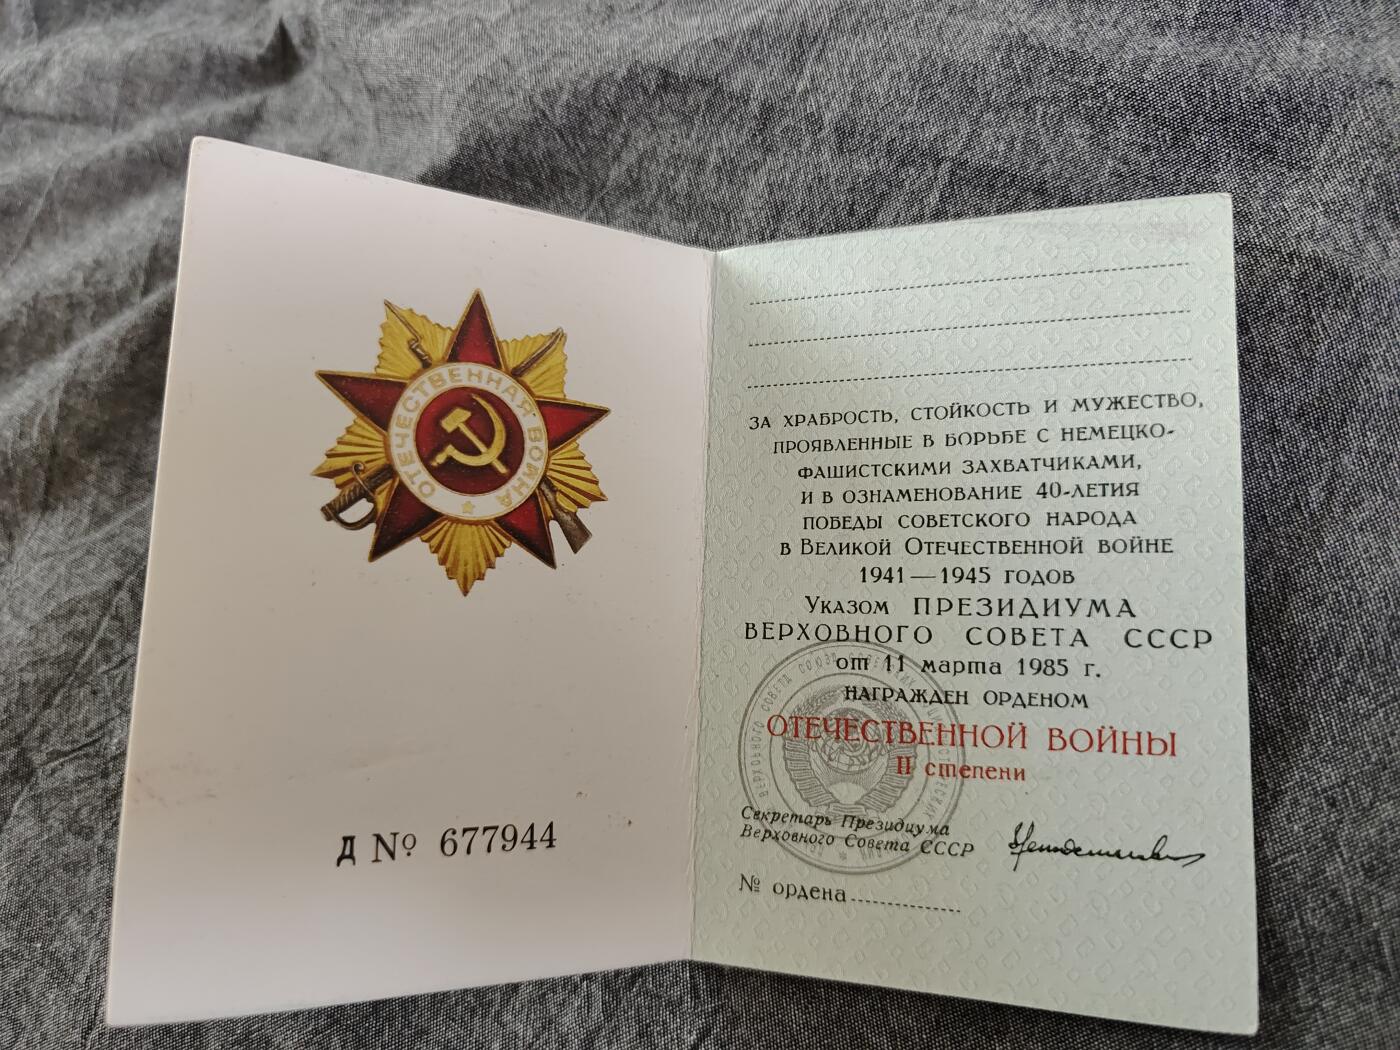 ОТЕЧЕСТВЕННАЯ ВОЙНА
Д № 677944
ЗА ХРАБРОСТЬ, СТОЙКОСТЬ И МУЖЕСТВО,
ПРОЯВЛЕННЫЕ В БОРЬБЕ С НЕМЕЦКО-
ФАШИСТСКИМИ ЗАХВАТЧИКАМИ,
И В ОЗНАМЕНОВАНИЕ 40-ЛЕТИЯ
ПОБЕДЫ СОВЕТСКОГО НАРОДА
В ВЕЛИКОЙ ОТЕЧЕСТВЕННОЙ ВОЙНЕ
1941—1945 ГОДОВ
УКАЗОМ ПРЕЗИДИУМА
ВЕРХОВНОГО СОВЕТА СССР
от 11 марта 1985 г.
НАГРАЖДЕН ОРДЕНОМ
ОТЕЧЕСТВЕННОЙ ВОЙНЫ
II степени
Секретарь Президиума
Верховного Совета СССР
№ ордена